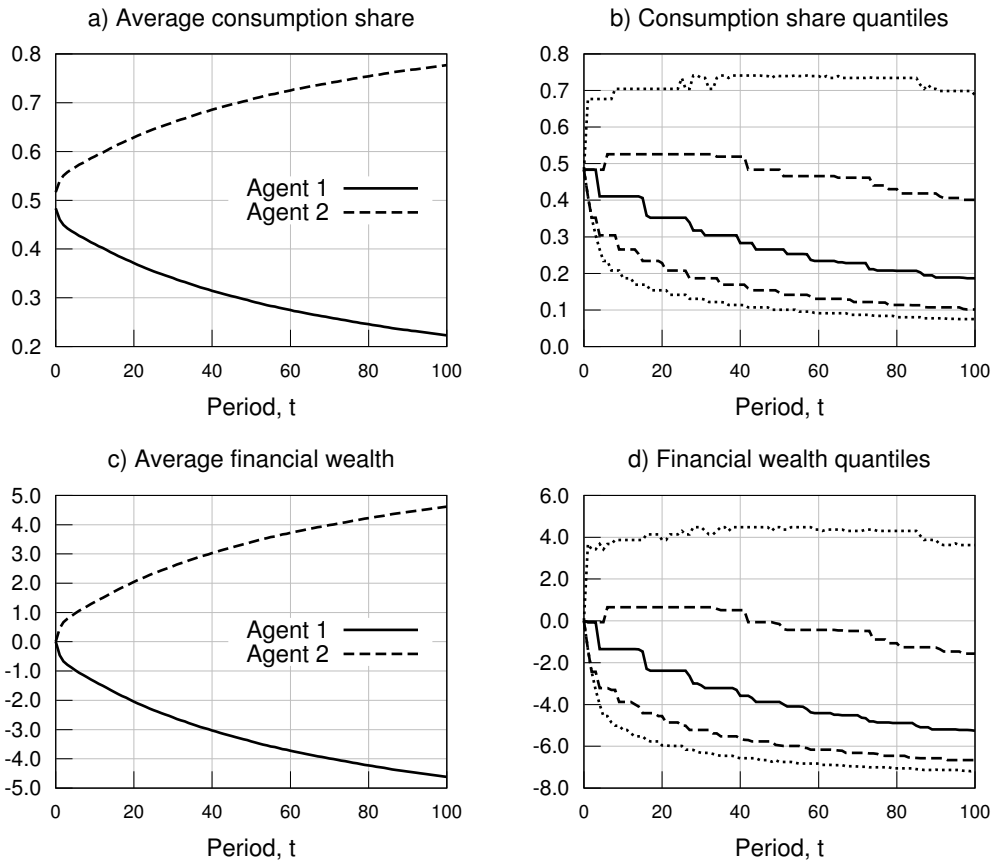 a) Average consumption share
0.8
0.7
0.6
0.5
0.4
0.3
0.2
Agent 1
Agent 2
0 20 40 60 80 100
Period, t
b) Consumption share quantiles
0.8
0.7
0.6
0.5
0.4
0.3
0.2
0.1
0.0
0 20 40 60 80 100
Period, t
c) Average financial wealth
5.0
4.0
3.0
2.0
1.0
0.0
-1.0
-2.0
-3.0
-4.0
-5.0
Agent 1
Agent 2
0 20 40 60 80 100
Period, t
d) Financial wealth quantiles
6.0
4.0
2.0
0.0
-2.0
-4.0
-6.0
-8.0
0 20 40 60 80 100
Period, t